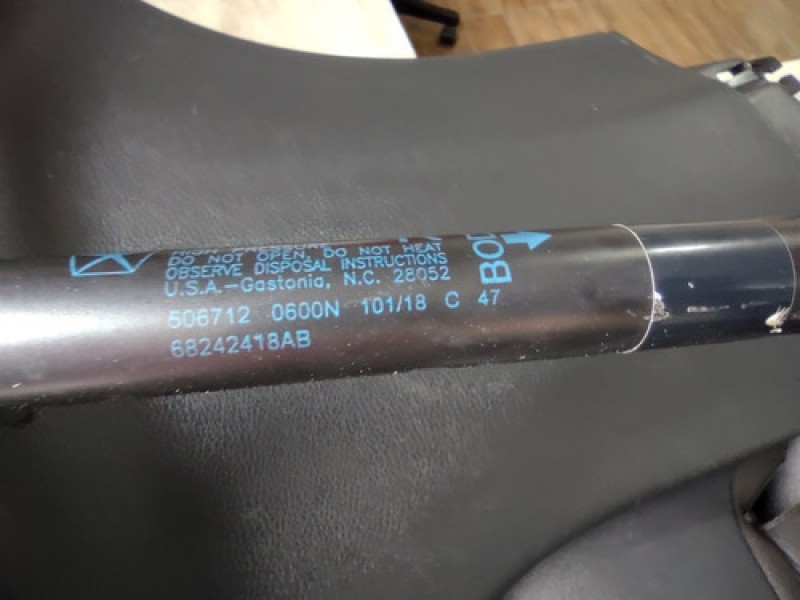 DO NOT OPEN. DO NOT HEAT
OBSERVE DISPOSAL INSTRUCTIONS
U.S.A.-Gastonia, N.C. 28052
506712 0600N 101/18 C 47
68242418AB